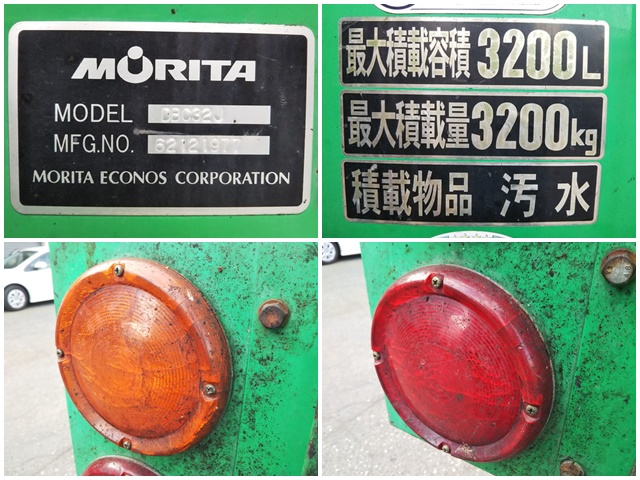 MORITA
MODEL
MFG.NO. 62121977
MORITA ECONOS CORPORATION
最大積載容積 3200L
最大積載量 3200kg
積載物品 汚水